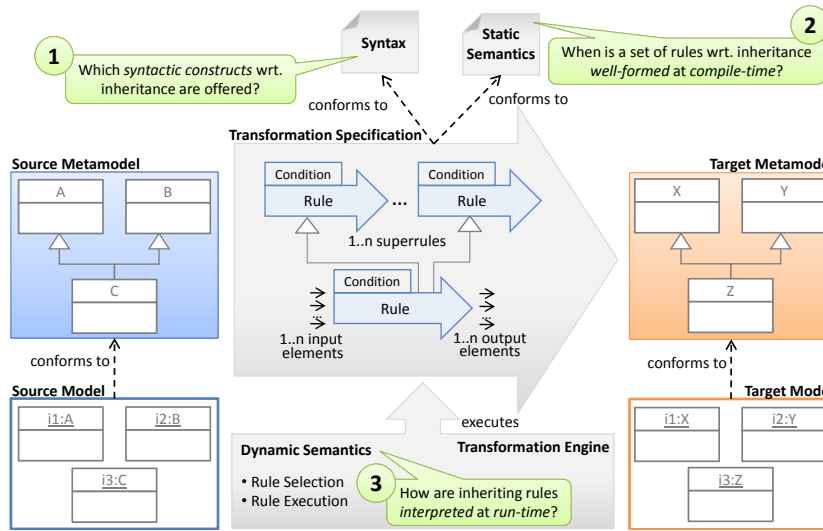 1
Which syntactic constructs wrt.
inheritance are offered?
Syntax
Static
Semantics
2
When is a set of rules wrt. inheritance
well-formed at compile-time?
conforms to
conforms to
Transformation Specification
Source Metamodel
A
B
C
Condition
Rule
...
Condition
Rule
1..n superrules
Condition
Rule
1..n input
elements
1..n output
elements
Target Metamodel
X
Y
Z
conforms to
conforms to
Source Model
i1:A
i2:B
i3:C
executes
Dynamic Semantics
• Rule Selection
• Rule Execution
Transformation Engine
3
How are inheriting rules
interpreted at run-time?
Target Model
i1:X
i2:Y
i3:Z